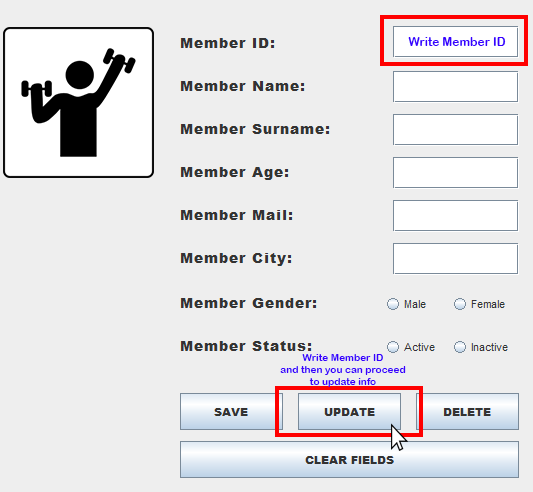 Member ID:
Write Member ID
Member Name:
Member Surname:
Member Age:
Member Mail:
Member City:
Member Gender:
Male
Female
Member Status:
Active
Inactive
Write Member ID
and then you can proceed
to update info
SAVE
UPDATE
DELETE
CLEAR FIELDS